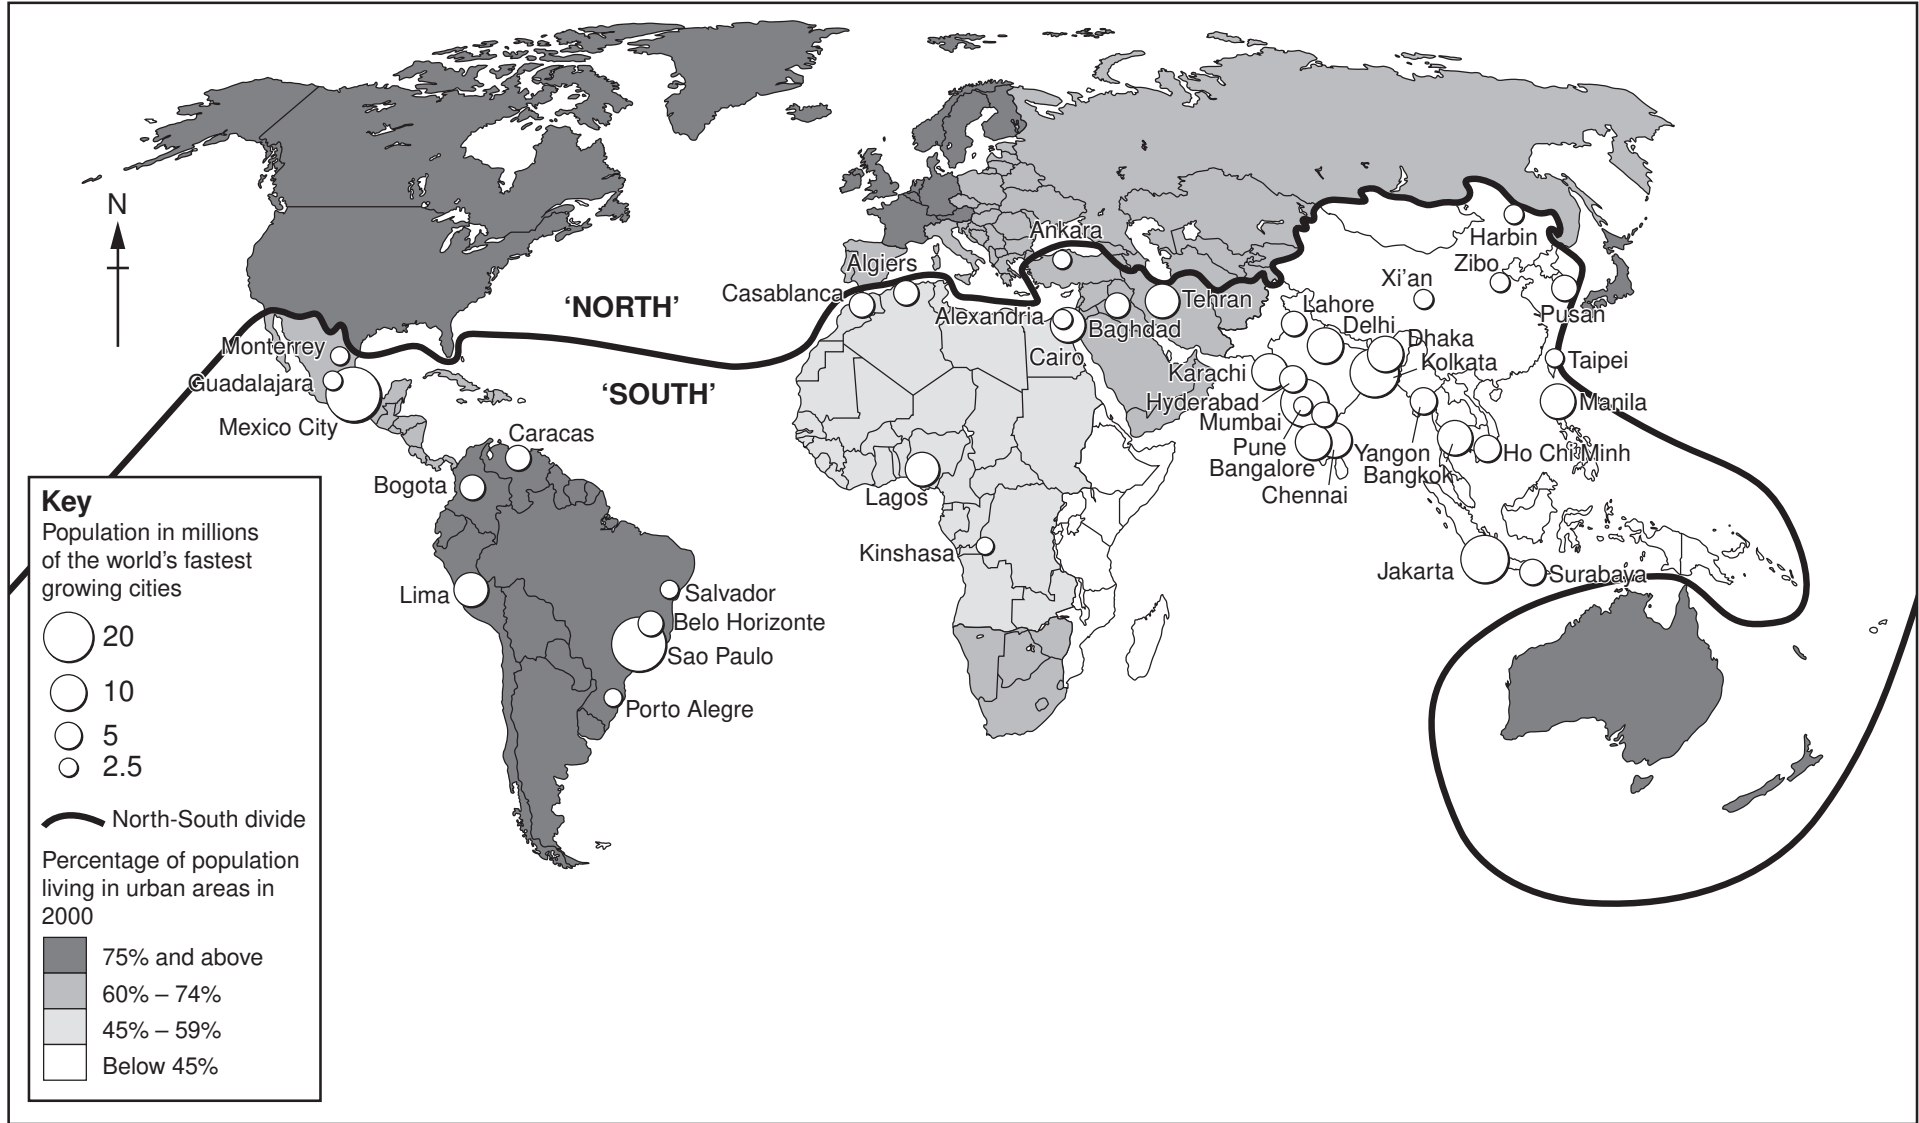 N
'NORTH'
'SOUTH'
Ankara
Algiers
Casablanca
Alexandria
Cairo
Baghdad
Tehran
Harbin
Zibo
Xi'an
Pusan
Lahore
Delhi
Dhaka
Kolkata
Taipei
Karachi
Hyderabad
Mumbai
Pune
Bangalore
Chennai
Yangon
Bangkok
Ho Chi Minh
Manila
Monterrey
Guadalajara
Mexico City
Caracas
Bogota
Lagos
Kinshasa
Lima
Salvador
Belo Horizonte
Sao Paulo
Porto Alegre
Jakarta
Surabaya
Key
Population in millions
of the world's fastest
growing cities
20
10
5
2.5
North-South divide
Percentage of population
living in urban areas in
2000
75% and above
60% – 74%
45% – 59%
Below 45%